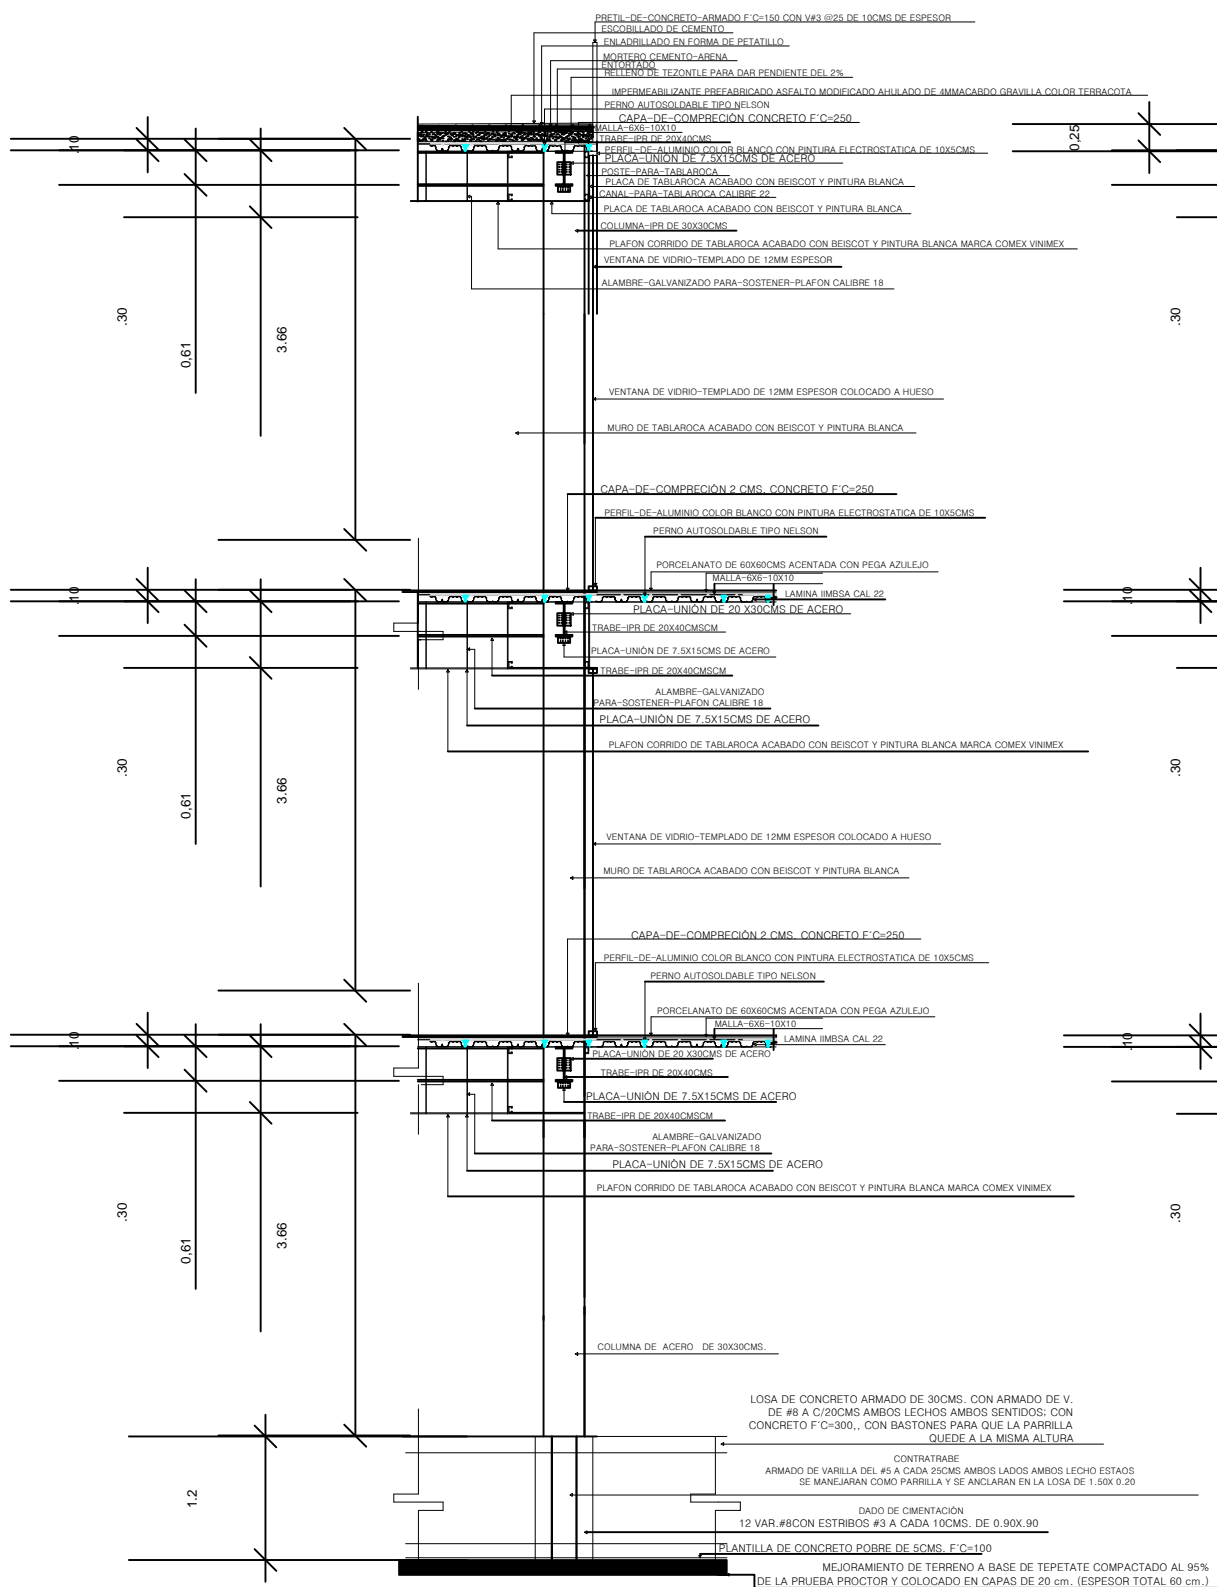 PRETIL-DE-CONCRETO-ARMADO F´C=150 CON V#3 @25 DE 10CMS DE ESPESOR
ESCOBILLADO DE CEMENTO
ENLADRILLADO EN FORMA DE PETATILLO
MORTERO CEMENTO-ARENA
ENTORTADO
RELLENO DE TEZONTLE PARA DAR PENDIENTE DEL 2%
IMPERMEABILIZANTE PREFABRICADO ASFALTO MODIFICADO AHULADO DE 4MMACABDO GRAVILLA COLOR TERRACOTA
PERNO AUTOSOLDABLE TIPO NELSON
CAPA-DE-COMPRECIÓN CONCRETO F´C=250
MALLA-6X6-10X10
TRABE-IPR DE 20X40CMS
.10
0,25
PERFIL-DE-ALUMINIO COLOR BLANCO CON PINTURA ELECTROSTATICA DE 10X5CMS
PLACA-UNIÓN DE 7.5X15CMS DE ACERO
POSTE-PARA-TABLAROCA
PLACA DE TABLAROCA ACABADO CON BEISCOT Y PINTURA BLANCA
CANAL-PARA-TABLAROCA CALIBRE 22
PLACA DE TABLAROCA ACABADO CON BEISCOT Y PINTURA BLANCA
COLUMNA-IPR DE 30X30CMS
PLAFON CORRIDO DE TABLAROCA ACABADO CON BEISCOT Y PINTURA BLANCA MARCA COMEX VINIMEX
VENTANA DE VIDRIO-TEMPLADO DE 12MM ESPESOR
ALAMBRE-GALVANIZADO PARA-SOSTENER-PLAFON CALIBRE 18
.30
0,61
3.66
.30
VENTANA DE VIDRIO-TEMPLADO DE 12MM ESPESOR COLOCADO A HUESO
MURO DE TABLAROCA ACABADO CON BEISCOT Y PINTURA BLANCA
CAPA-DE-COMPRECIÓN 2 CMS. CONCRETO F´C=250
PERFIL-DE-ALUMINIO COLOR BLANCO CON PINTURA ELECTROSTATICA DE 10X5CMS
PERNO AUTOSOLDABLE TIPO NELSON
PORCELANATO DE 60X60CMS ACENTADA CON PEGA AZULEJO
MALLA-6X6-10X10
.10
LAMINA IIMBSA CAL 22
.10
PLACA-UNIÓN DE 20 X30CMS DE ACERO
TRABE-IPR DE 20X40CMSCM
PLACA-UNIÓN DE 7.5X15CMS DE ACERO
TRABE-IPR DE 20X40CMSCM
ALAMBRE-GALVANIZADO
PARA-SOSTENER-PLAFON CALIBRE 18
PLACA-UNIÓN DE 7.5X15CMS DE ACERO
PLAFON CORRIDO DE TABLAROCA ACABADO CON BEISCOT Y PINTURA BLANCA MARCA COMEX VINIMEX
.30
0,61
3.66
.30
VENTANA DE VIDRIO-TEMPLADO DE 12MM ESPESOR COLOCADO A HUESO
MURO DE TABLAROCA ACABADO CON BEISCOT Y PINTURA BLANCA
CAPA-DE-COMPRECIÓN 2 CMS. CONCRETO F´C=250
PERFIL-DE-ALUMINIO COLOR BLANCO CON PINTURA ELECTROSTATICA DE 10X5CMS
PERNO AUTOSOLDABLE TIPO NELSON
PORCELANATO DE 60X60CMS ACENTADA CON PEGA AZULEJO
MALLA-6X6-10X10
.10
LAMINA IIMBSA CAL 22
.10
PLACA-UNIÓN DE 20 X30CMS DE ACERO
TRABE-IPR DE 20X40CMS
PLACA-UNIÓN DE 7.5X15CMS DE ACERO
TRABE-IPR DE 20X40CMSCM
ALAMBRE-GALVANIZADO
PARA-SOSTENER-PLAFON CALIBRE 18
PLACA-UNIÓN DE 7.5X15CMS DE ACERO
PLAFON CORRIDO DE TABLAROCA ACABADO CON BEISCOT Y PINTURA BLANCA MARCA COMEX VINIMEX
.30
0,61
3.66
.30
COLUMNA DE ACERO DE 30X30CMS.
LOSA DE CONCRETO ARMADO DE 30CMS. CON ARMADO DE V.
DE #8 A C/20CMS AMBOS LECHOS AMBOS SENTIDOS; CON
CONCRETO F´C=300,, CON BASTONES PARA QUE LA PARRILLA
QUEDE A LA MISMA ALTURA
CONTRATRABE
ARMADO DE VARILLA DEL #5 A CADA 25CMS AMBOS LADOS AMBOS LECHO ESTAOS
SE MANEJARAN COMO PARRILLA Y SE ANCLARAN EN LA LOSA DE 1.50X 0.20
1.2
DADO DE CIMENTACIÓN
12 VAR.#8CON ESTRIBOS #3 A CADA 10CMS. DE 0.90X.90
PLANTILLA DE CONCRETO POBRE DE 5CMS. F´C=100
MEJORAMIENTO DE TERRENO A BASE DE TEPETATE COMPACTADO AL 95%
DE LA PRUEBA PROCTOR Y COLOCADO EN CAPAS DE 20 cm. (ESPESOR TOTAL 60 cm.)